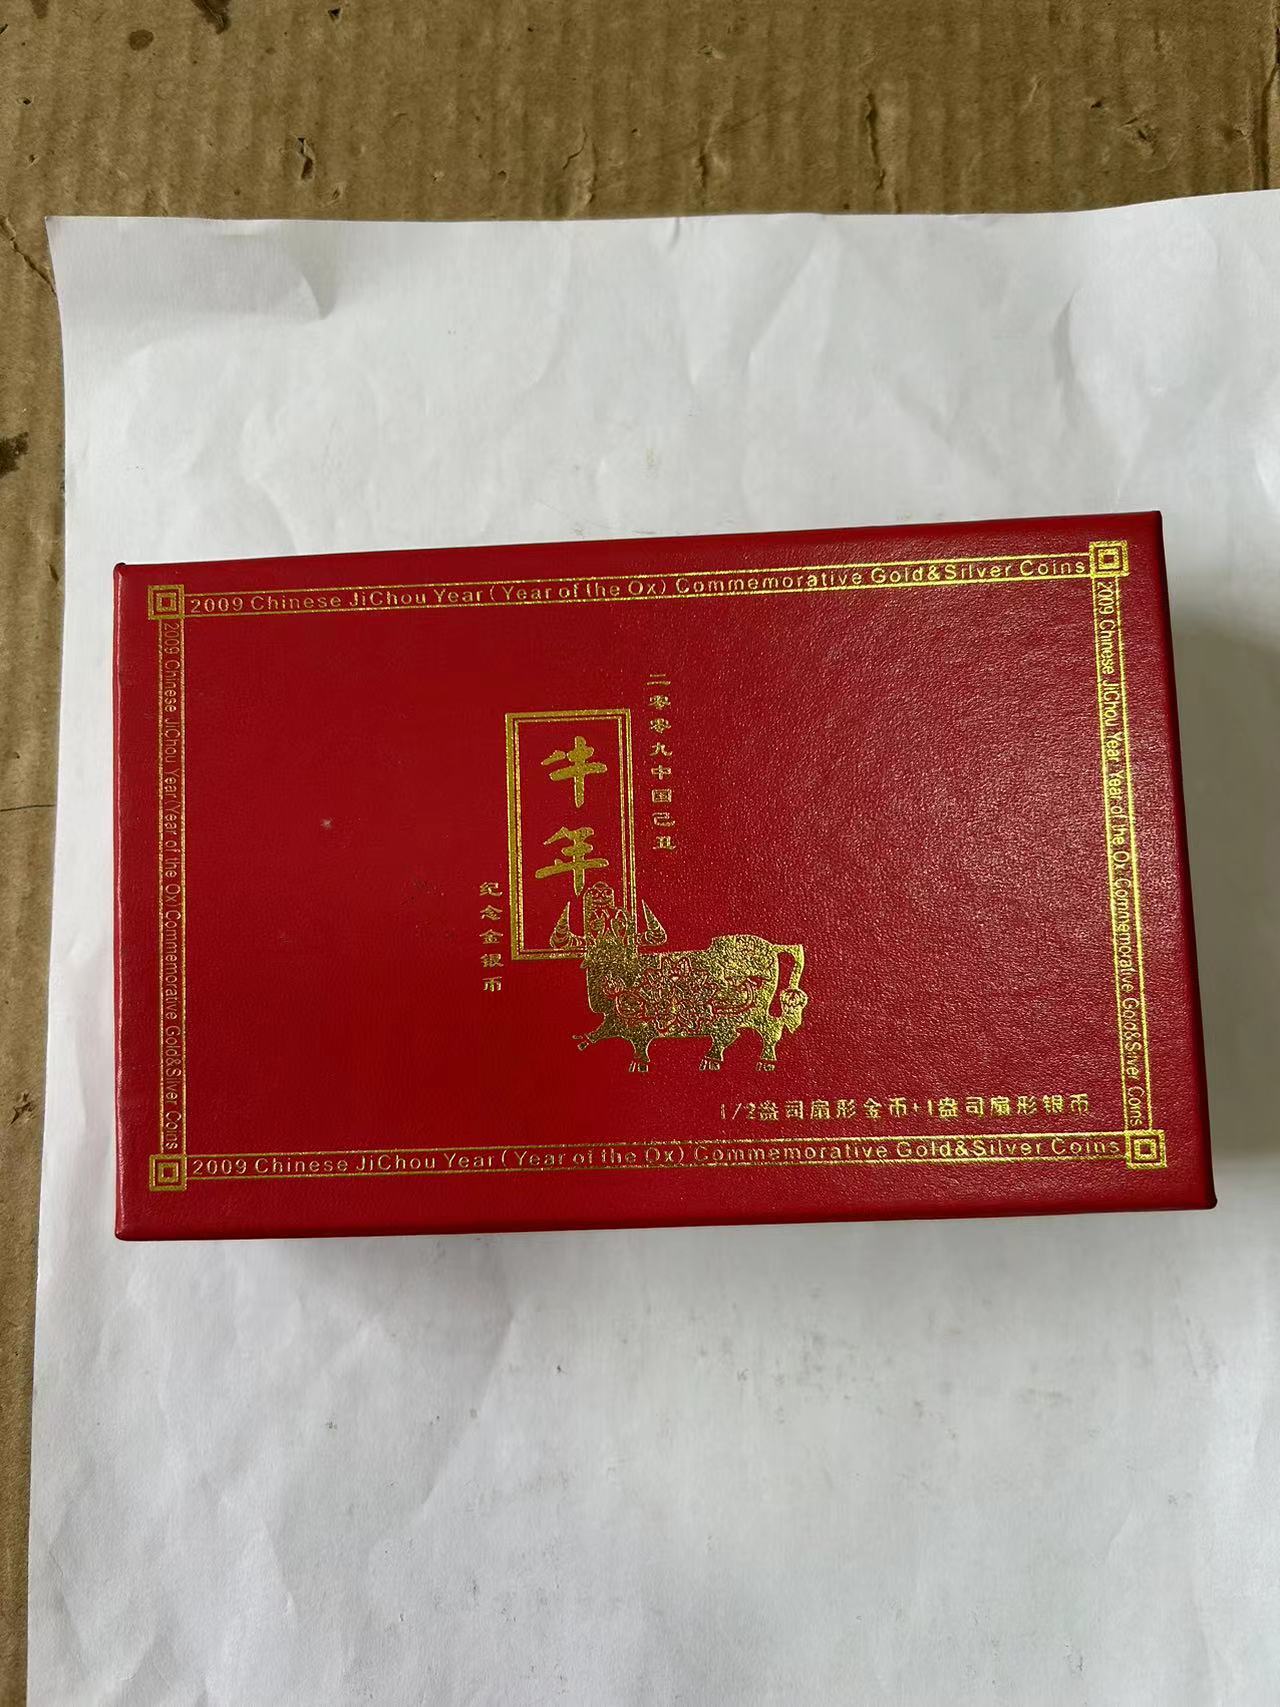 2009 Chinese JiChou Year(Year of the Ox) Commemorative Gold&Silver Coins
2009 Chinese JiChou Year(Year of the Ox) Commemorative Gold&Silver Coins
2009 Chinese JiChou Year Year of the Ox Commemorative Gold&Silver Coins
二零零九中国己丑
牛年
纪念金银币
1/2盎司扇形金币+1盎司扇形银币
2009 Chinese JiChou Year(Year of the Ox) Commemorative Gold&Silver Coins